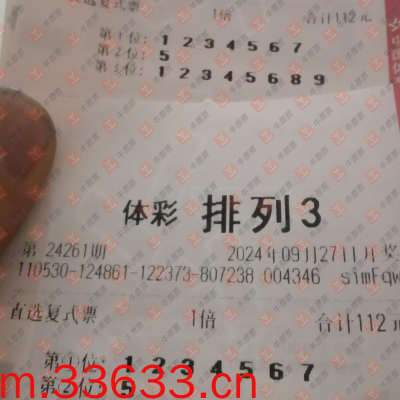 直选复式票 1倍 合计112元
第1位: 1 2 3 4 5 6 7
第2位: 5
第3位: 1 2 3 4 5 6 8 9
体彩 排列3
第 24261期 2024年09月27日开奖
110530-124861-122373-807238 004346
直选复式票 1倍 合计112元
第①位: 1 2 3 4 5 6 7
第②位: 5
m.33633.cn